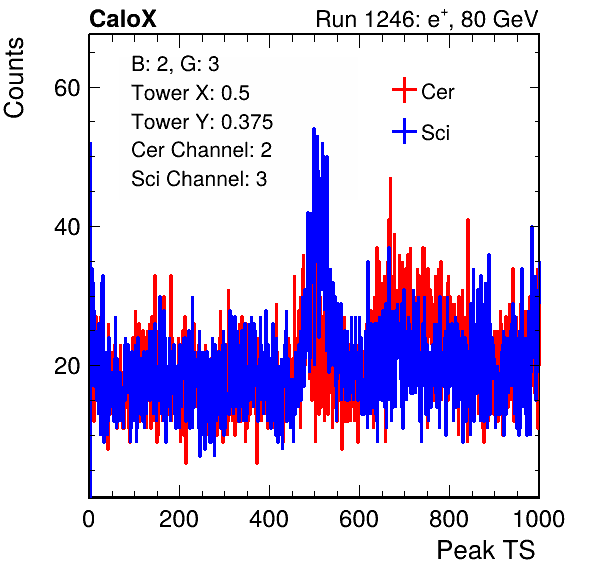 CaloX Run 1246: e⁺, 80 GeV
Counts
B: 2, G: 3
Tower X: 0.5
Tower Y: 0.375
Cer Channel: 2
Sci Channel: 3
Cer
Sci
60
40
20
0 200 400 600 800 1000
Peak TS